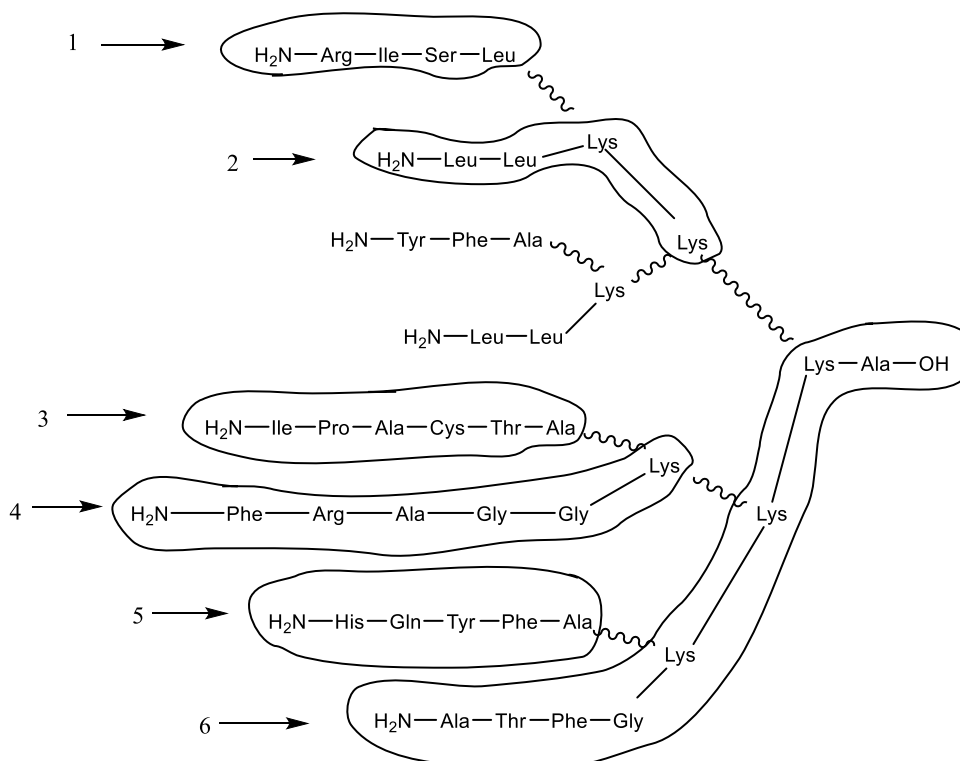 1
H₂N—Arg—Ile—Ser—Leu
2
H₂N—Leu—Leu
Lys
Lys
H₂N—Tyr—Phe—Ala
Lys
H₂N—Leu—Leu
Lys—Ala—OH
3
H₂N—Ile—Pro—Ala—Cys—Thr—Ala
Lys
4
H₂N—Phe—Arg—Ala—Gly—Gly
Lys
5
H₂N—His—Gln—Tyr—Phe—Ala
Lys
6
H₂N—Ala—Thr—Phe—Gly